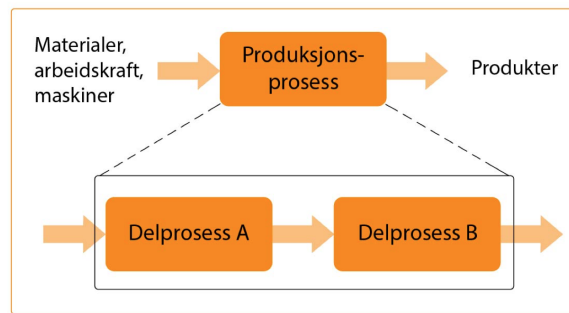 Materialer,
arbeidskraft,
maskiner
Produksjons-
prosess
Produkter
Delprosess A
Delprosess B